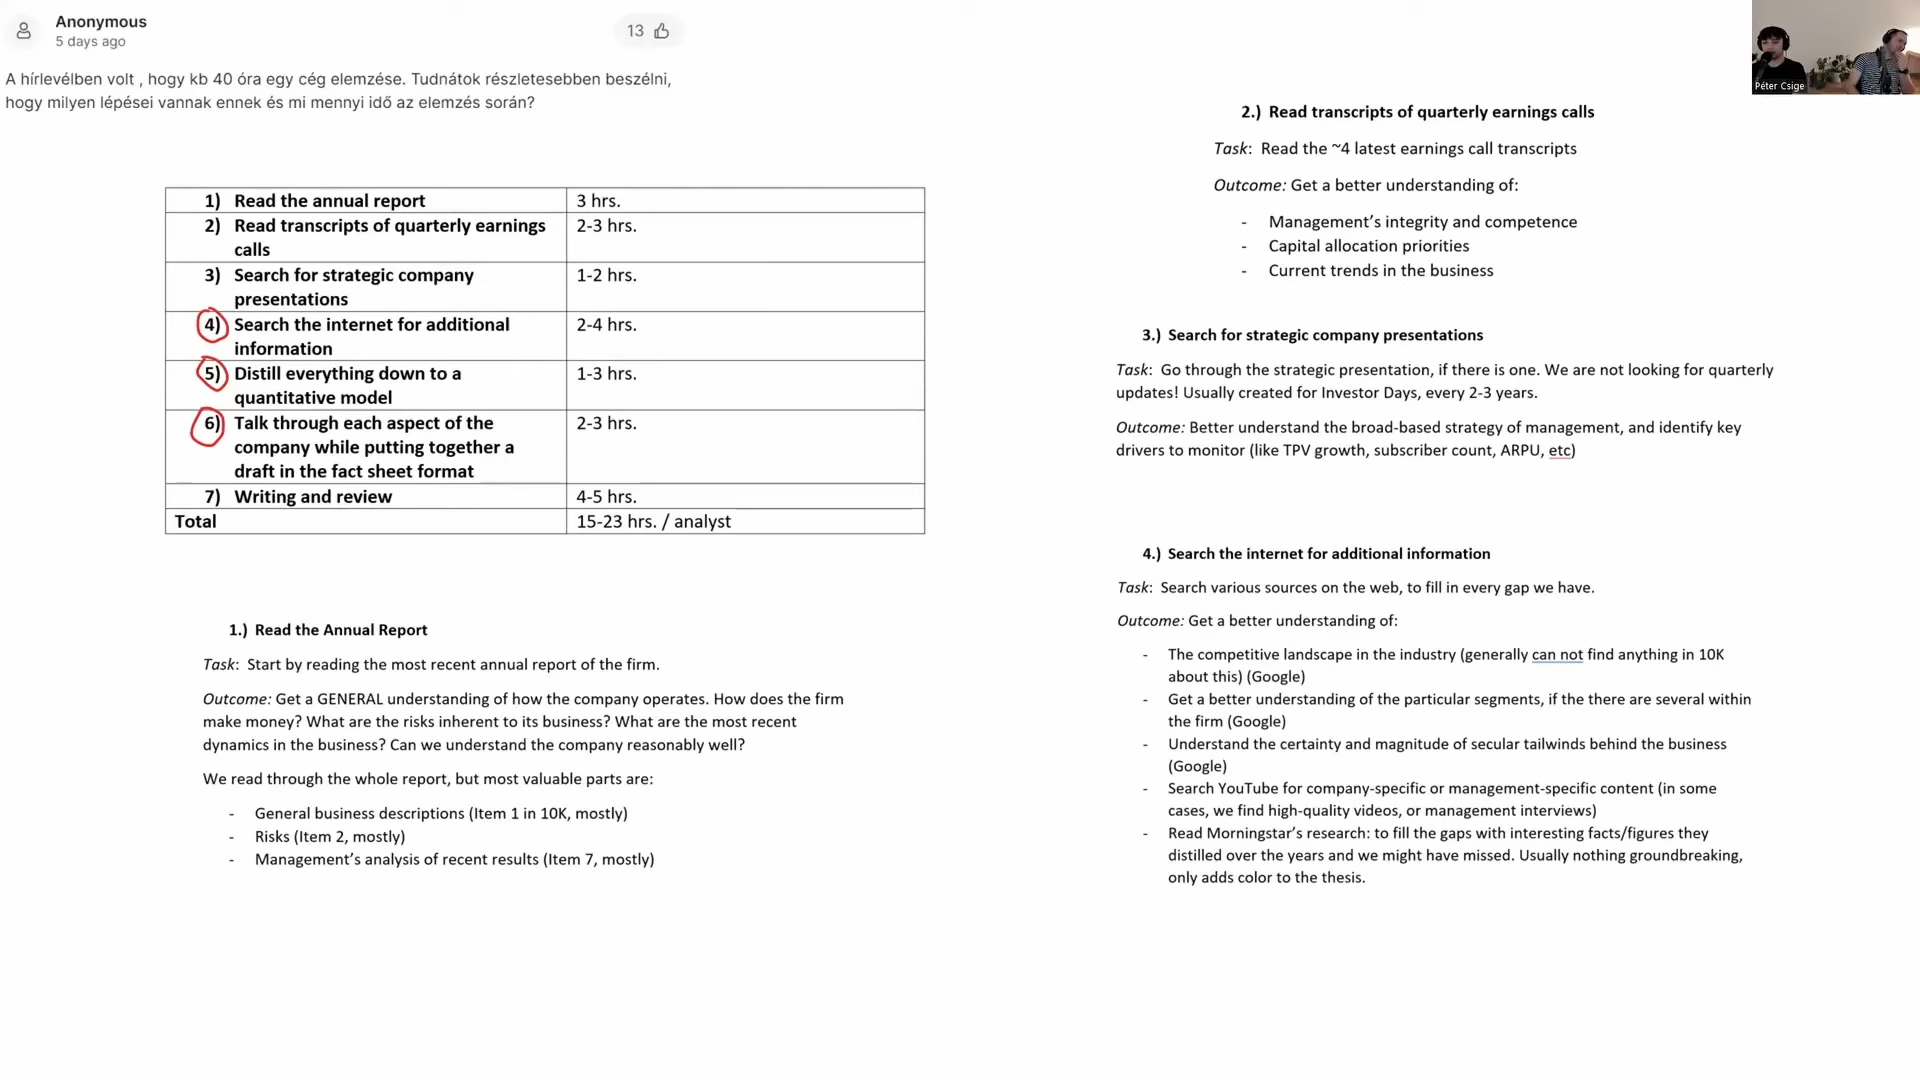 Anonymous
5 days ago
13
A hírlevélben volt , hogy kb 40 óra egy cég elemzése. Tudnátok részletesebben beszélni,
hogy milyen lépései vannak ennek és mi mennyi idő az elemzés során?
1) Read the annual report 3 hrs.
2) Read transcripts of quarterly earnings 2-3 hrs.
calls
3) Search for strategic company 1-2 hrs.
presentations
4) Search the internet for additional 2-4 hrs.
information
5) Distill everything down to a 1-3 hrs.
quantitative model
6) Talk through each aspect of the 2-3 hrs.
company while putting together a
draft in the fact sheet format
7) Writing and review 4-5 hrs.
Total 15-23 hrs. / analyst
1.) Read the Annual Report
Task: Start by reading the most recent annual report of the firm.
Outcome: Get a GENERAL understanding of how the company operates. How does the firm
make money? What are the risks inherent to its business? What are the most recent
dynamics in the business? Can we understand the company reasonably well?
We read through the whole report, but most valuable parts are:
- General business descriptions (Item 1 in 10K, mostly)
- Risks (Item 2, mostly)
- Management’s analysis of recent results (Item 7, mostly)
Péter Csige
2.) Read transcripts of quarterly earnings calls
Task: Read the ~4 latest earnings call transcripts
Outcome: Get a better understanding of:
- Management’s integrity and competence
- Capital allocation priorities
- Current trends in the business
3.) Search for strategic company presentations
Task: Go through the strategic presentation, if there is one. We are not looking for quarterly
updates! Usually created for Investor Days, every 2-3 years.
Outcome: Better understand the broad-based strategy of management, and identify key
drivers to monitor (like TPV growth, subscriber count, ARPU, etc)
4.) Search the internet for additional information
Task: Search various sources on the web, to fill in every gap we have.
Outcome: Get a better understanding of:
- The competitive landscape in the industry (generally can not find anything in 10K
about this) (Google)
- Get a better understanding of the particular segments, if the there are several within
the firm (Google)
- Understand the certainty and magnitude of secular tailwinds behind the business
(Google)
- Search YouTube for company-specific or management-specific content (in some
cases, we find high-quality videos, or management interviews)
- Read Morningstar’s research: to fill the gaps with interesting facts/figures they
distilled over the years and we might have missed. Usually nothing groundbreaking,
only adds color to the thesis.